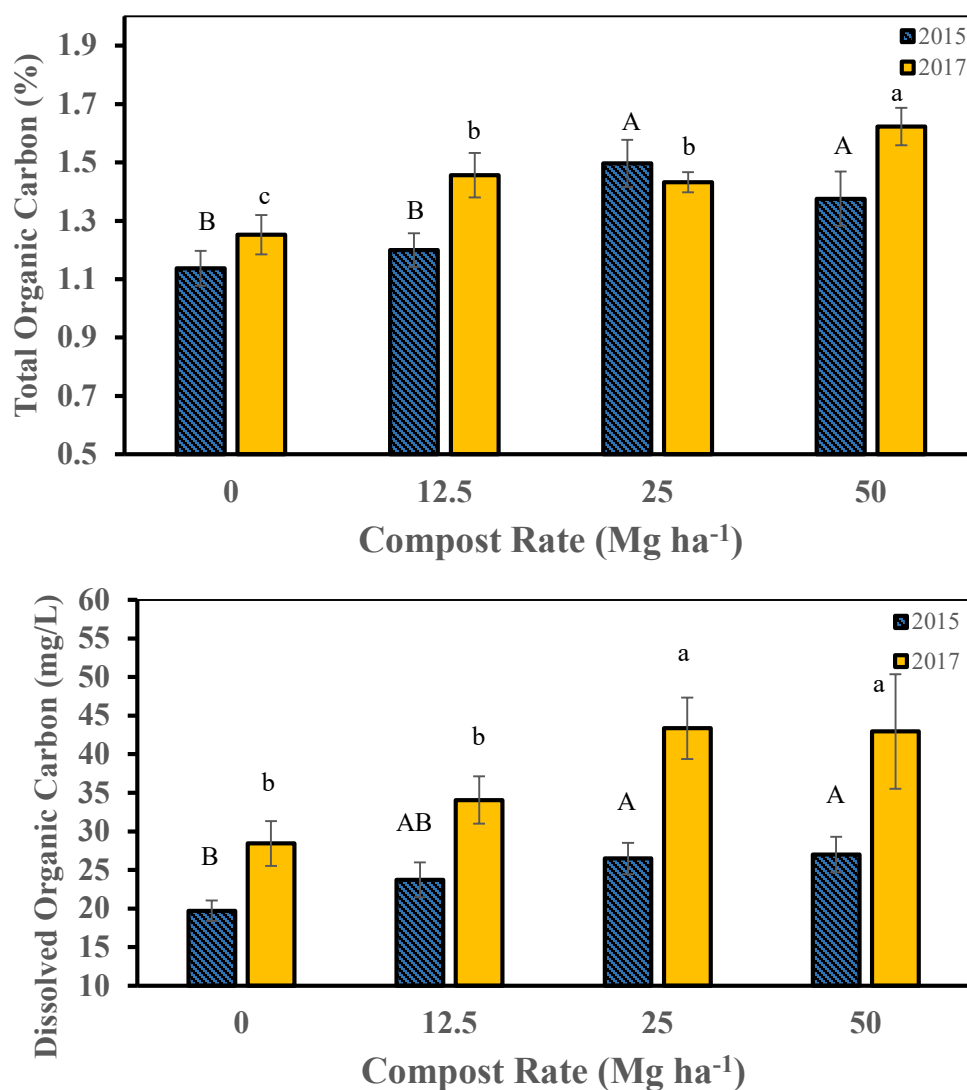 Total Organic Carbon (%)
1.9
1.7
1.5
1.3
1.1
0.9
0.7
0.5
2015
2017
B
c
B
b
A
b
A
a
0
12.5
25
50
Compost Rate (Mg ha⁻¹)
Dissolved Organic Carbon (mg/L)
60
55
50
45
40
35
30
25
20
15
10
2015
2017
B
b
AB
b
A
a
A
a
0
12.5
25
50
Compost Rate (Mg ha⁻¹)